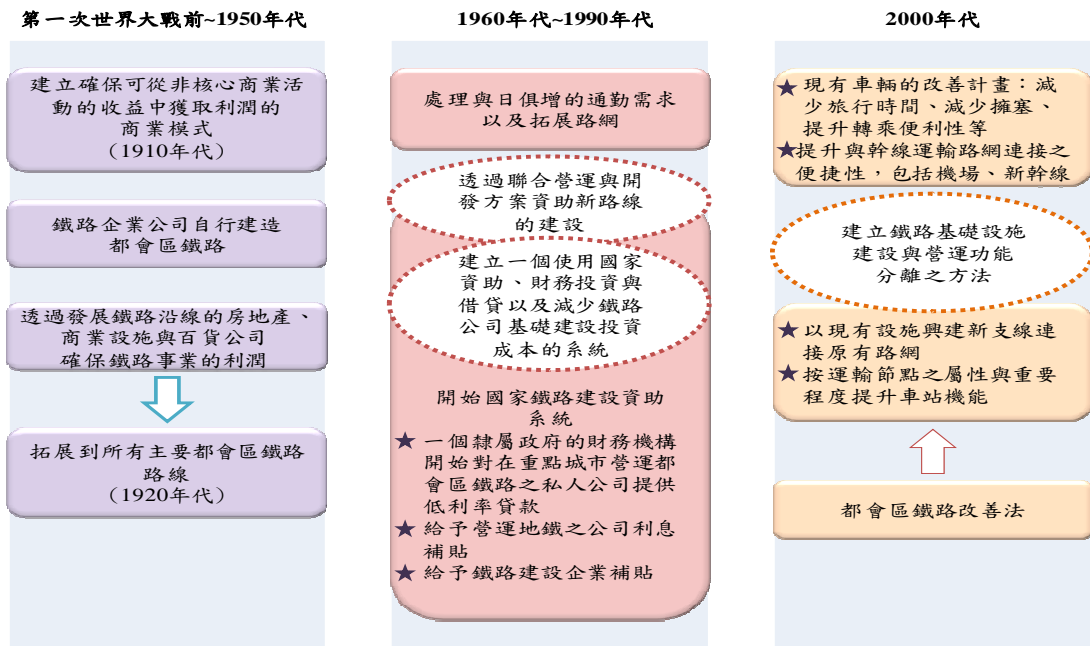 第一次世界大戰前~1950年代
建立確保可從非核心商業活
動的收益中獲取利潤的
商業模式
(1910年代)
鐵路企業公司自行建造
都會區鐵路
透過發展鐵路沿線的房地產、
商業設施與百貨公司
確保鐵路事業的利潤
拓展到所有主要都會區鐵路
路線
(1920年代)
1960年代~1990年代
處理與日俱增的通勤需求
以及拓展路網
透過聯合營運與開
發方案資助新路線
的建設
建立一個使用國家
資助、財務投資與
借貸以及減少鐵路
公司基礎建設投資
成本的系統
開始國家鐵路建設資助
系統
★ 一個隸屬政府的財務機構
開始對在重點城市營運都
會區鐵路之私人公司提供
低利率貸款
★ 給予營運地鐵之公司利息
補貼
★ 給予鐵路建設企業補貼
2000年代
★ 現有車輛的改善計畫：減
少旅行時間、減少擁塞、
提升轉乘便利性等
★提升與幹線運輸路網連接之
便捷性，包括機場、新幹線
建立鐵路基礎設施
建設與營運功能
分離之方法
★ 以現有設施興建新支線連
接原有路網
★ 按運輸節點之屬性與重要
程度提升車站機能
都會區鐵路改善法